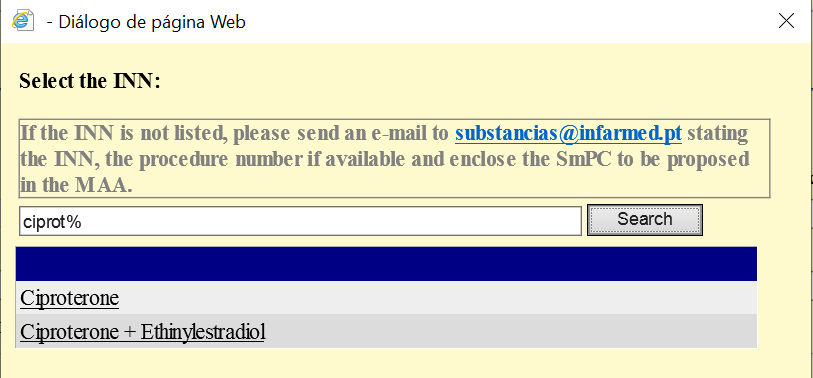 - Diálogo de página Web
Select the INN:
If the INN is not listed, please send an e-mail to substancias@infarmed.pt stating
the INN, the procedure number if available and enclose the SmPC to be proposed
in the MAA.
ciprot%
Search
Ciproterone
Ciproterone + Ethinylestradiol